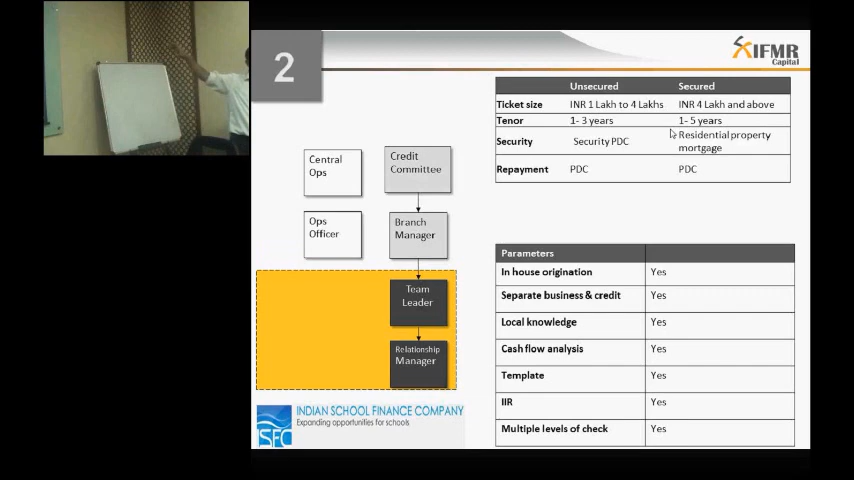 2
IFMR
Capital
Unsecured Secured
Ticket size INR 1 Lakh to 4 Lakhs INR 4 Lakh and above
Tenor 1- 3 years 1- 5 years
Security Security PDC Residential property mortgage
Repayment PDC PDC
Central Ops
Credit Committee
Ops Officer
Branch Manager
Team Leader
Relationship Manager
Parameters
In house origination Yes
Separate business & credit Yes
Local knowledge Yes
Cash flow analysis Yes
Template Yes
IIR Yes
Multiple levels of check Yes
ISFC
INDIAN SCHOOL FINANCE COMPANY
Expanding opportunities for schools